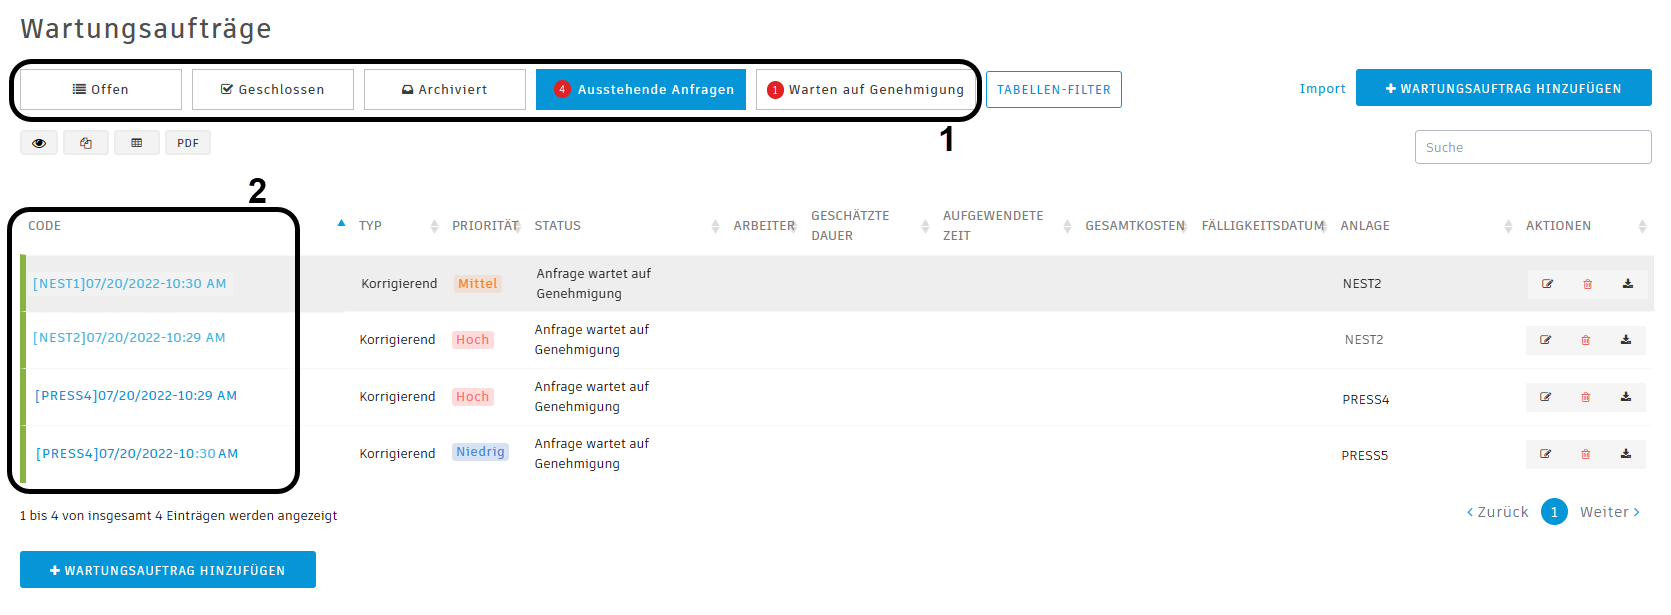 Wartungsaufträge
Offen Geschlossen Archiviert 4 Ausstehende Anfragen 1 Warten auf Genehmigung TABELLEN-FILTER Import + WARTUNGSAUFTRAG HINZUFÜGEN
1
PDF Suche
2
CODE TYP PRIORITÄT STATUS ARBEITER GESCHÄTZTE DAUER AUFGEWENDETE ZEIT GESAMTKOSTEN FÄLLIGKEITSDATUM ANLAGE AKTIONEN
[NEST1]07/20/2022-10:30 AM Korrigierend Mittel Anfrage wartet auf Genehmigung NEST2
[NEST2]07/20/2022-10:29 AM Korrigierend Hoch Anfrage wartet auf Genehmigung NEST2
[PRESS4]07/20/2022-10:29 AM Korrigierend Hoch Anfrage wartet auf Genehmigung PRESS4
[PRESS4]07/20/2022-10:30 AM Korrigierend Niedrig Anfrage wartet auf Genehmigung PRESS5
1 bis 4 von insgesamt 4 Einträgen werden angezeigt < Zurück 1 Weiter >
+ WARTUNGSAUFTRAG HINZUFÜGEN